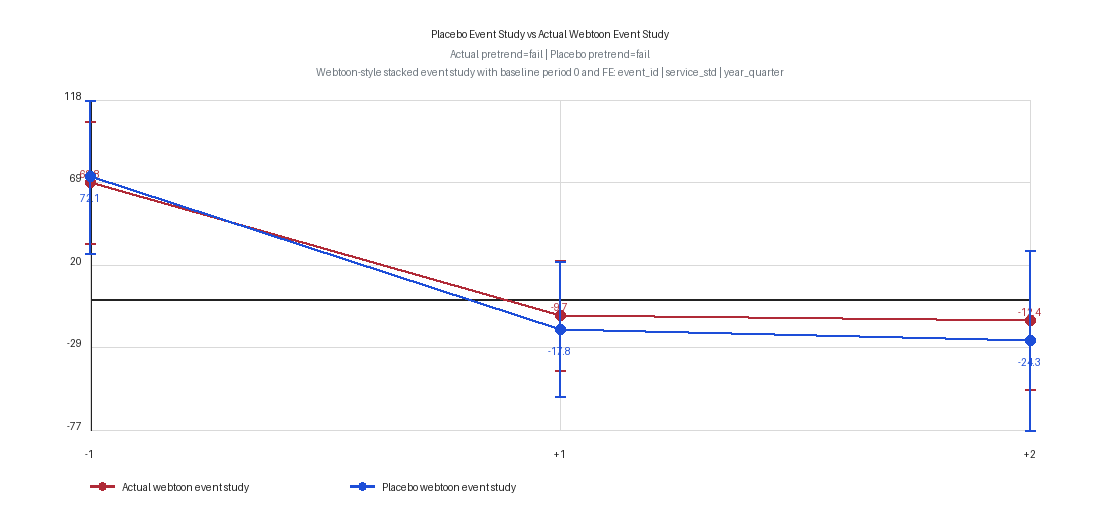 Placebo Event Study vs Actual Webtoon Event Study
Actual pretrend=fail | Placebo pretrend=fail
Webtoon-style stacked event study with baseline period 0 and FE: event_id | service_std | year_quarter
118
69
72.1
20
-9.7
-12.4
-29
-17.8
-24.3
-77
-1
+1
+2
Actual webtoon event study
Placebo webtoon event study